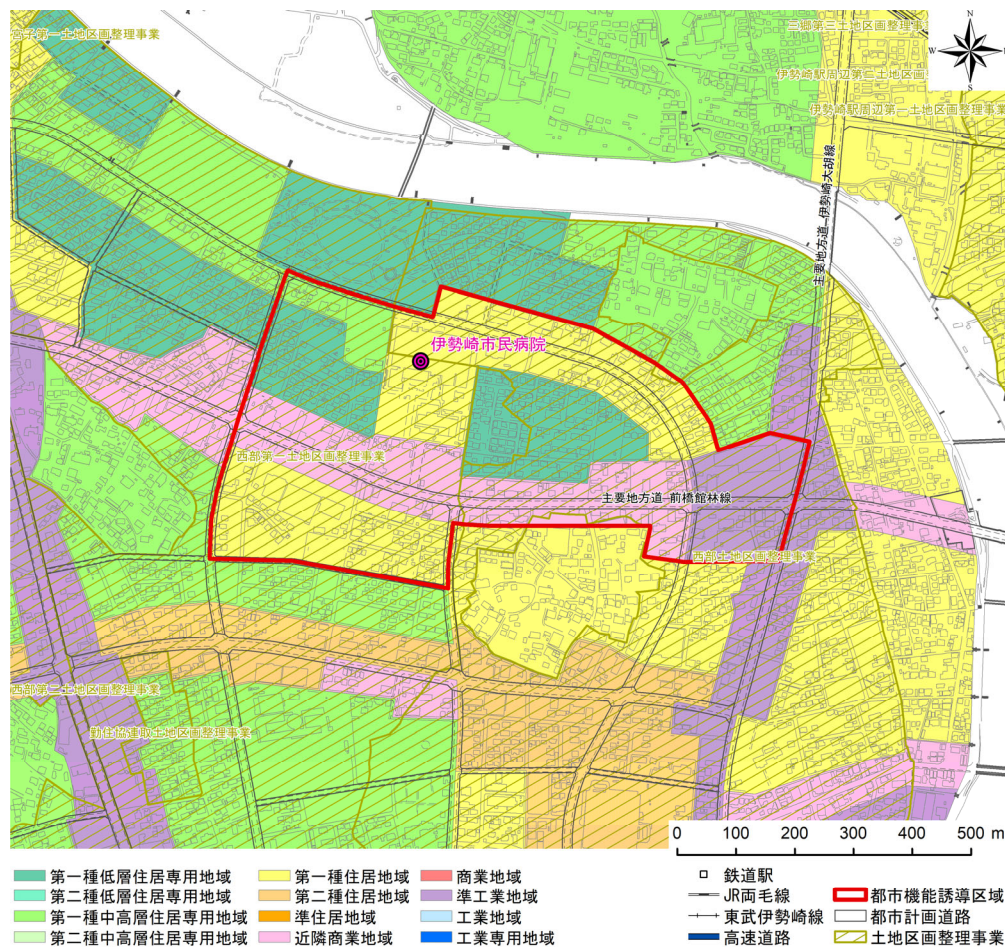 宮子第一土地区画整理事業
三郷第三土地区画整理事
伊勢崎駅周辺第二土地区画
伊勢崎駅周辺第一土地区画整理事
N
W
S
主要地方道 伊勢崎大胡線
伊勢崎市民病院
西部第一土地区画整理事業
主要地方道 前橋館林線
西部土地区画整理事業
西部第二土地区画整理事業
勤住協連取土地区画整理事業
0 100 200 300 400 500 m
第一種低層住居専用地域
第二種低層住居専用地域
第一種中高層住居専用地域
第二種中高層住居専用地域
第一種住居地域
第二種住居地域
準住居地域
近隣商業地域
商業地域
準工業地域
工業地域
工業専用地域
鉄道駅
JR両毛線
東武伊勢崎線
高速道路
都市機能誘導区域
都市計画道路
土地区画整理事業